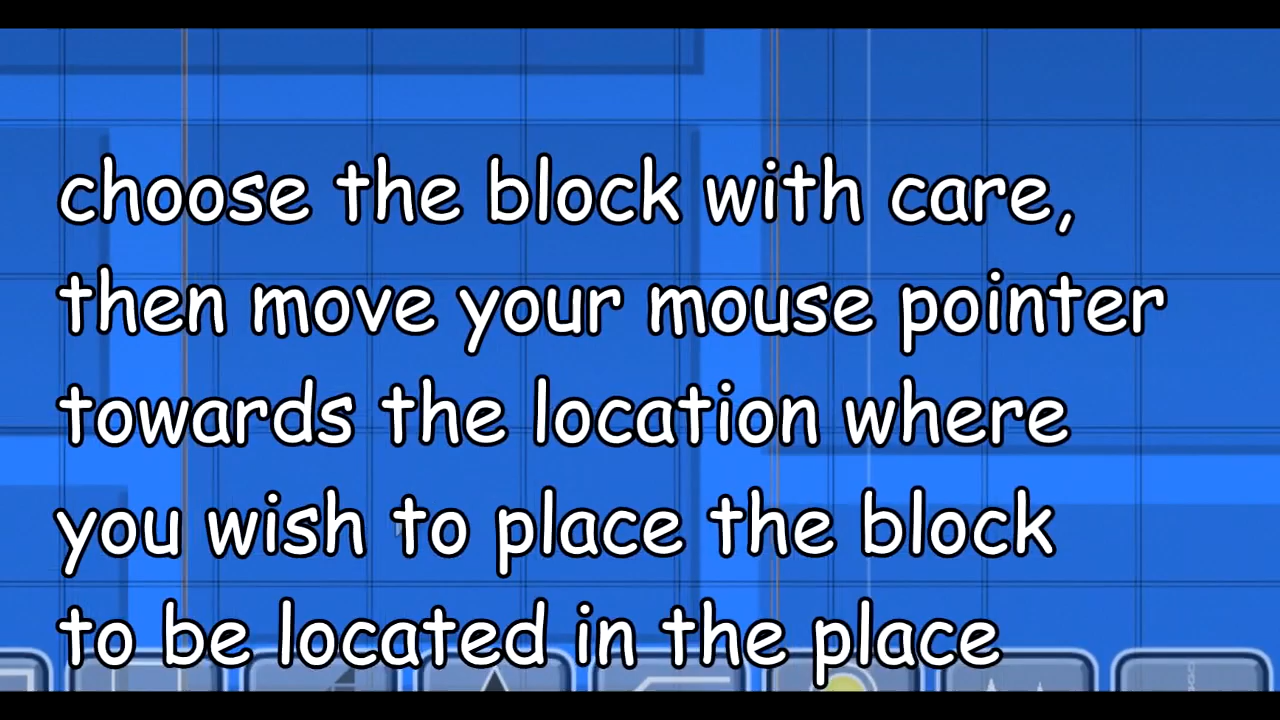 choose the block with care,
then move your mouse pointer
towards the location where
you wish to place the block
to be located in the place